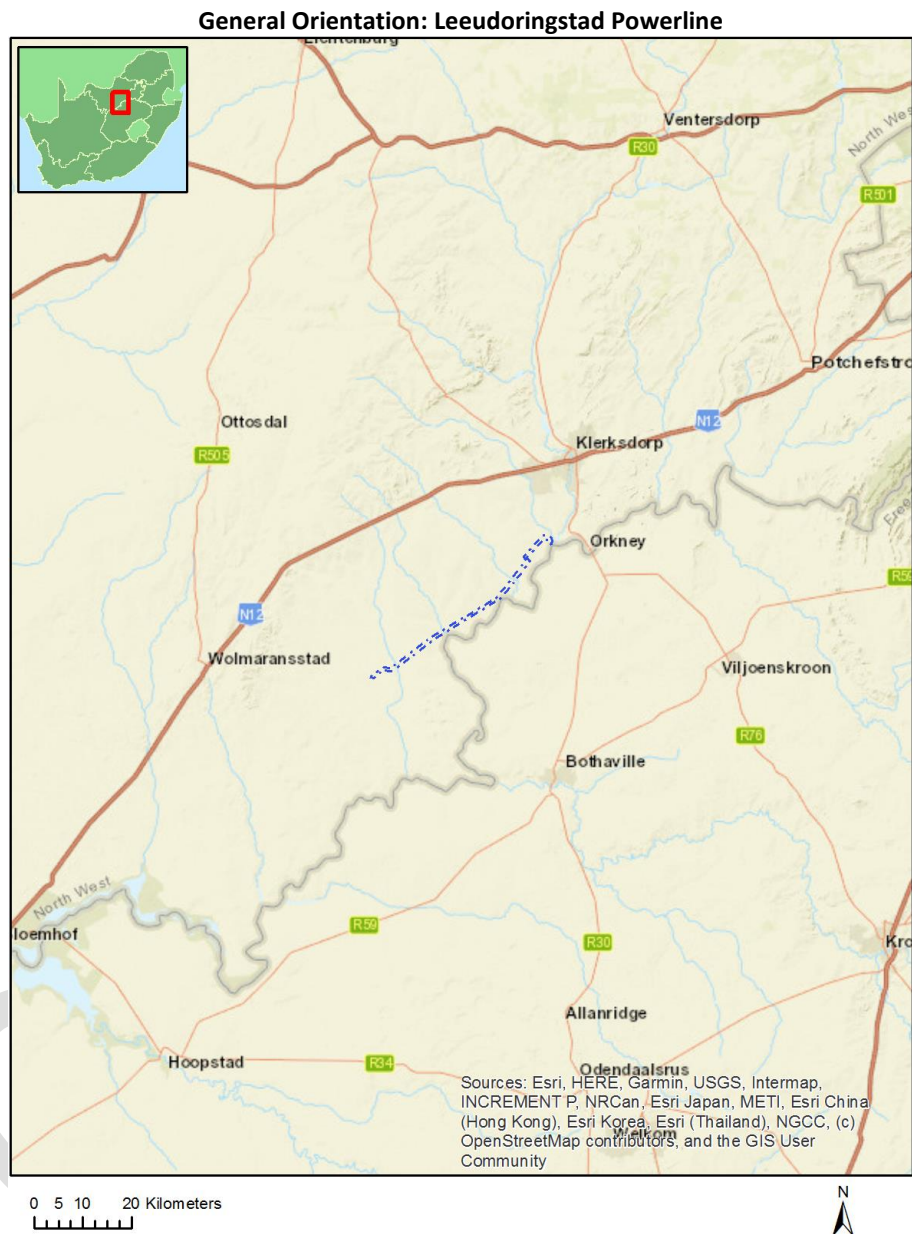 General Orientation: Leeudoringstad Powerline
Lichtenburg
Ventersdorp
R30
North West
R501
Potchefstro
N12
Ottosdal
Klerksdorp
R505
Orkney
Free
R59
N12
Wolmaransstad
Viljoenskroon
R76
Bothaville
North West
loemhof
R59
R30
Kro
Allanridge
Hoopstad
R34
Odendaalsrus
Welkom
Sources: Esri, HERE, Garmin, USGS, Intermap,
INCREMENT P, NRCan, Esri Japan, METI, Esri China
(Hong Kong), Esri Korea, Esri (Thailand), NGCC, (c)
OpenStreetMap contributors, and the GIS User
Community
0 5 10 20 Kilometers
N